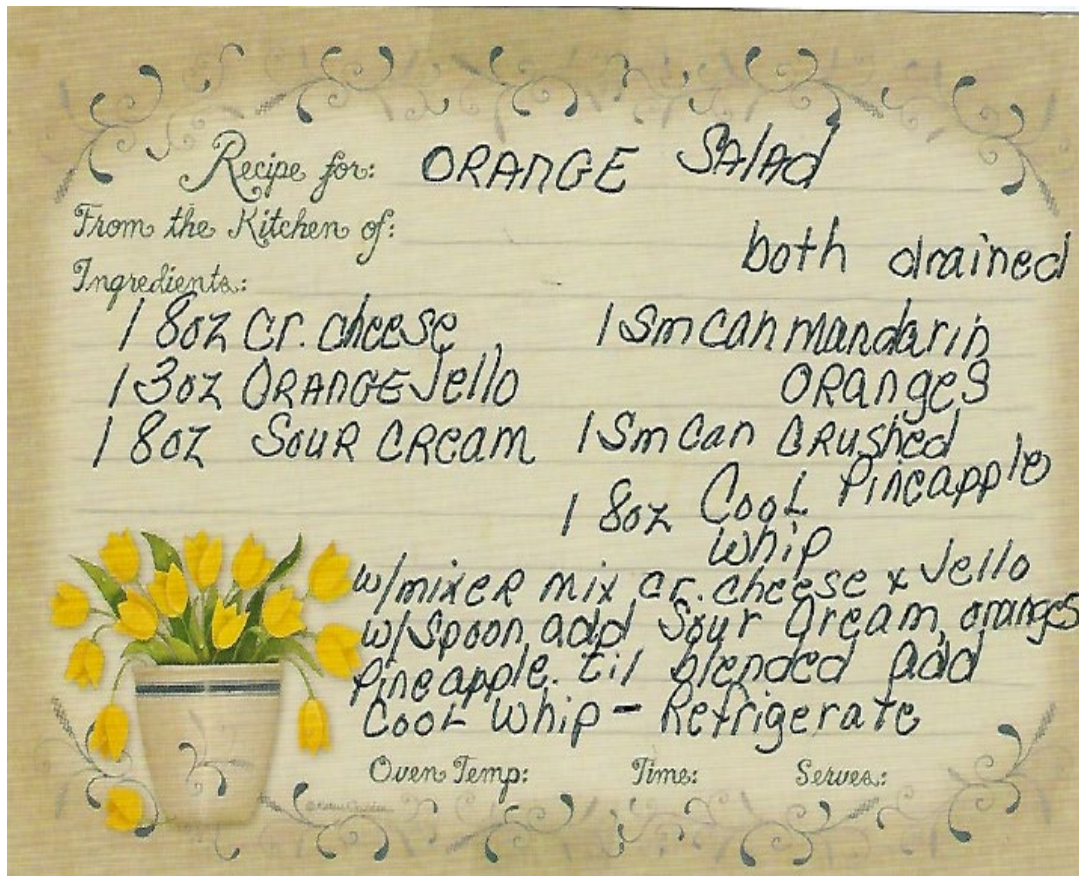 Recipe for: ORANGE SALAD
From the Kitchen of:
both drained
Ingredients:
1 8oz cr. cheese
1 3oz ORANGE Jello
1 8oz SOUR CREAM
1 sm can mandarin
ORANGES
1 Sm Can CRushed
Pineapple
1 8oz Cool
whip
w/mixer mix cr. cheese & Jello
w/spoon add sour cream, oranges
pineapple. til blended add
Cool whip - Refrigerate
Oven Temp: Time: Serves: